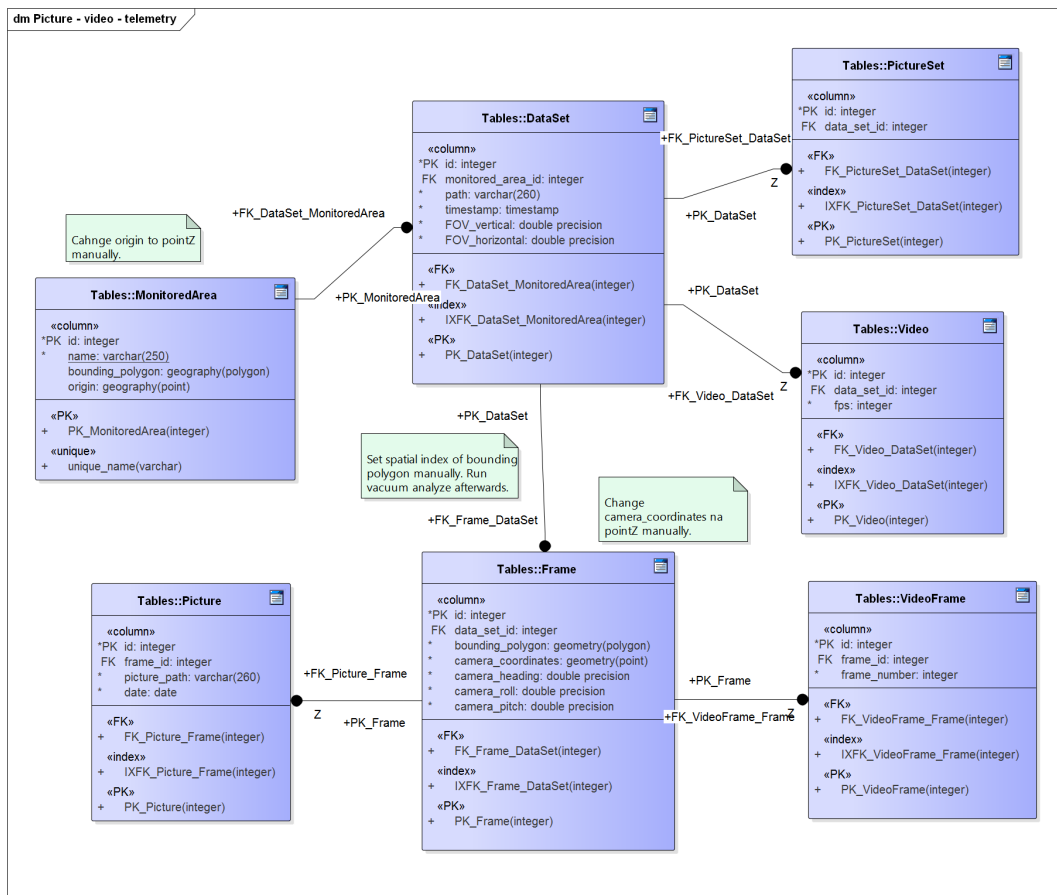 dm Picture - video - telemetry
Tables::PictureSet
«column»
*PK id: integer
FK data_set_id: integer
«FK»
+ FK_PictureSet_DataSet(integer)
«index»
+ IXFK_PictureSet_DataSet(integer)
«PK»
+ PK_PictureSet(integer)
Tables::DataSet
«column»
*PK id: integer
FK monitored_area_id: integer
* path: varchar(260)
* timestamp: timestamp
* FOV_vertical: double precision
* FOV_horizontal: double precision
«FK»
+ FK_DataSet_MonitoredArea(integer)
«index»
+ IXFK_DataSet_MonitoredArea(integer)
«PK»
+ PK_DataSet(integer)
+FK_PictureSet_DataSet
Z
+PK_DataSet
+FK_DataSet_MonitoredArea
+PK_MonitoredArea
Cahnge origin to pointZ
manually.
Tables::MonitoredArea
«column»
*PK id: integer
* name: varchar(250)
bounding_polygon: geography(polygon)
origin: geography(point)
«PK»
+ PK_MonitoredArea(integer)
«unique»
+ unique_name(varchar)
+PK_DataSet
Z
+FK_Video_DataSet
Tables::Video
«column»
*PK id: integer
FK data_set_id: integer
* fps: integer
«FK»
+ FK_Video_DataSet(integer)
«index»
+ IXFK_Video_DataSet(integer)
«PK»
+ PK_Video(integer)
+PK_DataSet
Set spatial index of bounding
polygon manually. Run
vacuum analyze afterwards.
+FK_Frame_DataSet
Change
camera_coordinates na
pointZ manually.
Tables::Picture
«column»
*PK id: integer
FK frame_id: integer
* picture_path: varchar(260)
* date: date
«FK»
+ FK_Picture_Frame(integer)
«index»
+ IXFK_Picture_Frame(integer)
«PK»
+ PK_Picture(integer)
+FK_Picture_Frame
Z
+PK_Frame
Tables::Frame
«column»
*PK id: integer
FK data_set_id: integer
* bounding_polygon: geometry(polygon)
* camera_coordinates: geometry(point)
* camera_heading: double precision
* camera_roll: double precision
* camera_pitch: double precision
«FK»
+ FK_Frame_DataSet(integer)
«index»
+ IXFK_Frame_DataSet(integer)
«PK»
+ PK_Frame(integer)
+PK_Frame
+FK_VideoFrame_Frame
Z
Tables::VideoFrame
«column»
*PK id: integer
FK frame_id: integer
* frame_number: integer
«FK»
+ FK_VideoFrame_Frame(integer)
«index»
+ IXFK_VideoFrame_Frame(integer)
«PK»
+ PK_VideoFrame(integer)